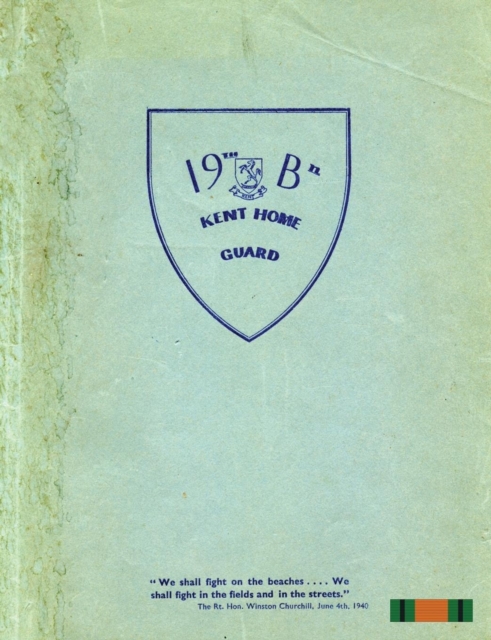 19TH Bn
KENT
KENT HOME
GUARD
“We shall fight on the beaches . . . . We
shall fight in the fields and in the streets.”
The Rt. Hon. Winston Churchill, June 4th, 1940